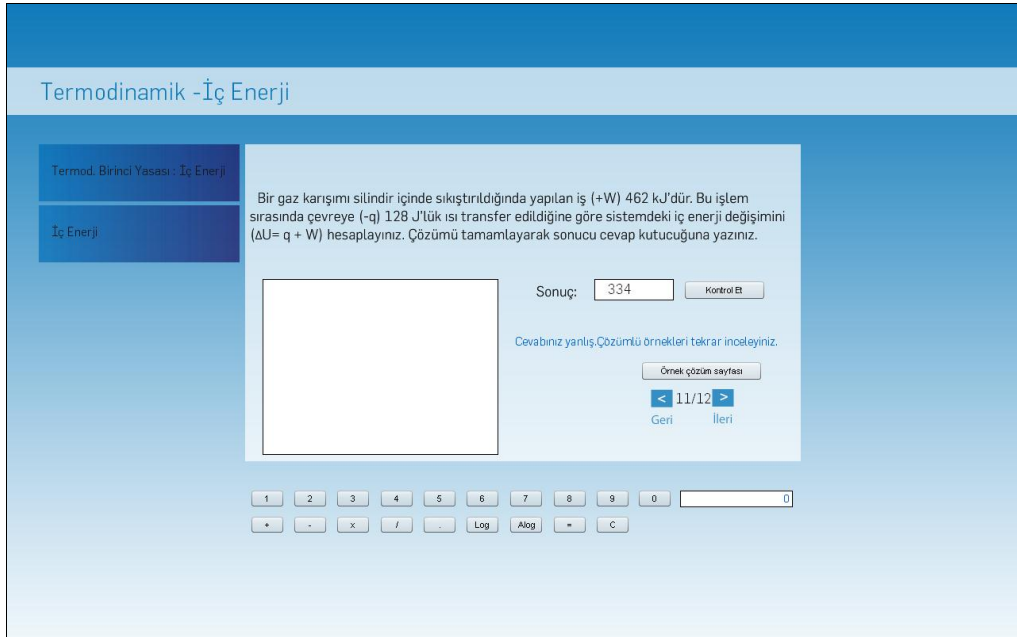 Termodinamik -İç Enerji
Termod. Birinci Yasası : İç Enerji
İç Enerji
Bir gaz karışımı silindir içinde sıkıştırıldığında yapılan iş (+W) 462 kJ'dür. Bu işlem
sırasında çevreye (-q) 128 J'lük ısı transfer edildiğine göre sistemdeki iç enerji değişimini
(∆U= q + W) hesaplayınız. Çözümü tamamlayarak sonucu cevap kutucuğuna yazınız.
Sonuç: 334 Kontrol Et
Cevabınız yanlış.Çözümlü örnekleri tekrar inceleyiniz.
Örnek çözüm sayfası
< 11/12 >
Geri İleri
1 2 3 4 5 6 7 8 9 0 0
+ - x / . Log Alog = C